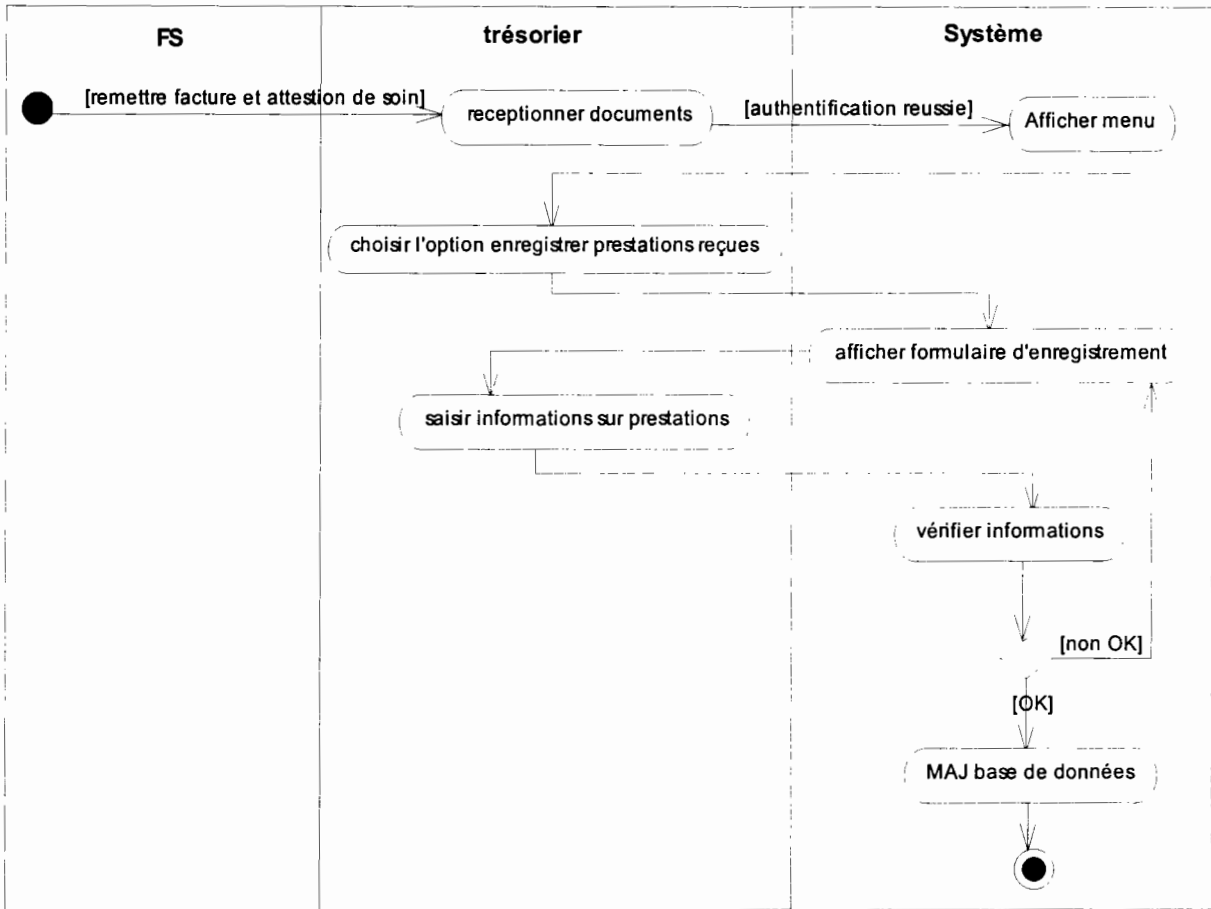 FS
trésorier
Système
[remettre facture et attestion de soin]
receptionner documents
[authentification reussie]
Afficher menu
choisir l'option enregistrer prestations reçues
afficher formulaire d'enregistrement
saisir informations sur prestations
vérifier informations
[non OK]
[OK]
MAJ base de données